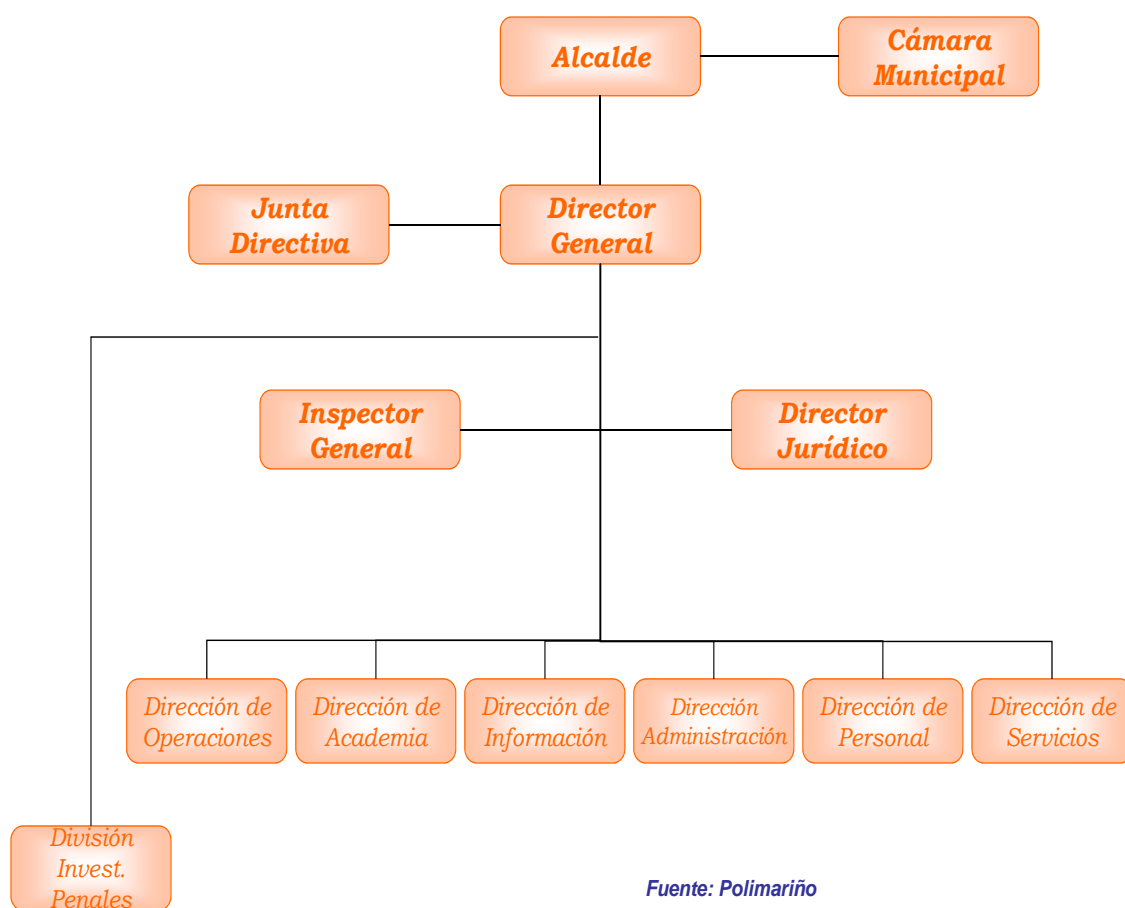 Alcalde
Cámara
Municipal
Junta
Directiva
Director
General
Inspector
General
Director
Jurídico
Dirección de
Operaciones
Dirección de
Academia
Dirección de
Información
Dirección
Administración
Dirección de
Personal
Dirección de
Servicios
División
Invest.
Penales
Fuente: Polimariño